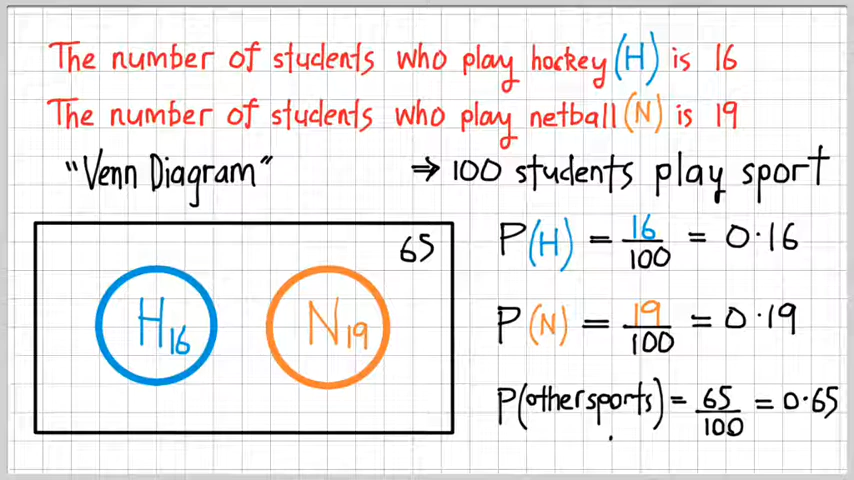 The number of students who play hockey (H) is 16
The number of students who play netball (N) is 19
"Venn Diagram"
⇒ 100 students play sport
65
H 16
N 19
P(H) = 16/100 = 0·16
P(N) = 19/100 = 0·19
P(other sports) = 65/100 = 0·65